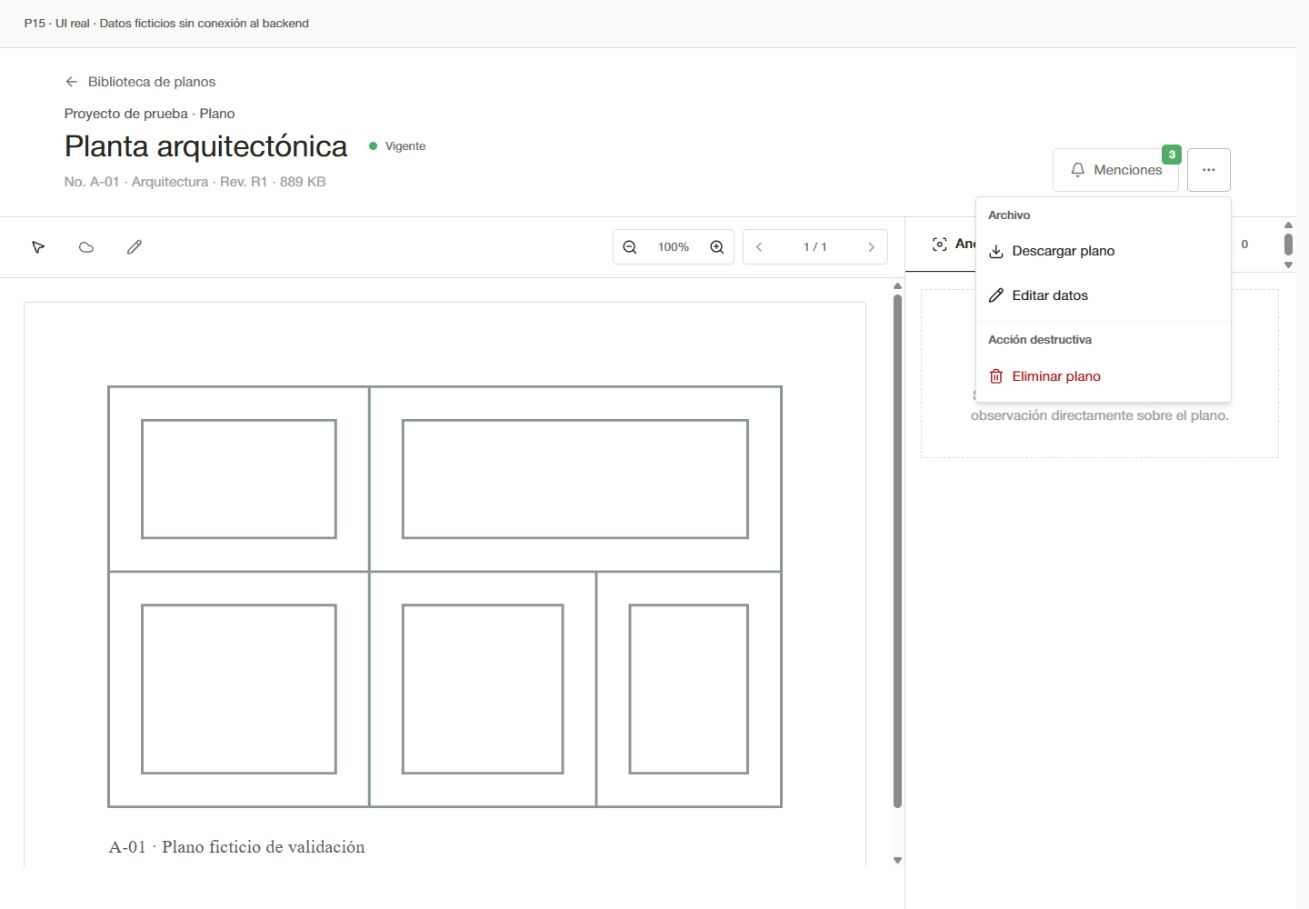 P15 · UI real · Datos ficticios sin conexión al backend
Biblioteca de planos
Proyecto de prueba · Plano
Planta arquitectónica
Vigente
No. A-01 · Arquitectura · Rev. R1 · 889 KB
Menciones
3
100%
1 / 1
0
Archivo
Descargar plano
Editar datos
Acción destructiva
Eliminar plano
observación directamente sobre el plano.
A-01 · Plano ficticio de validación